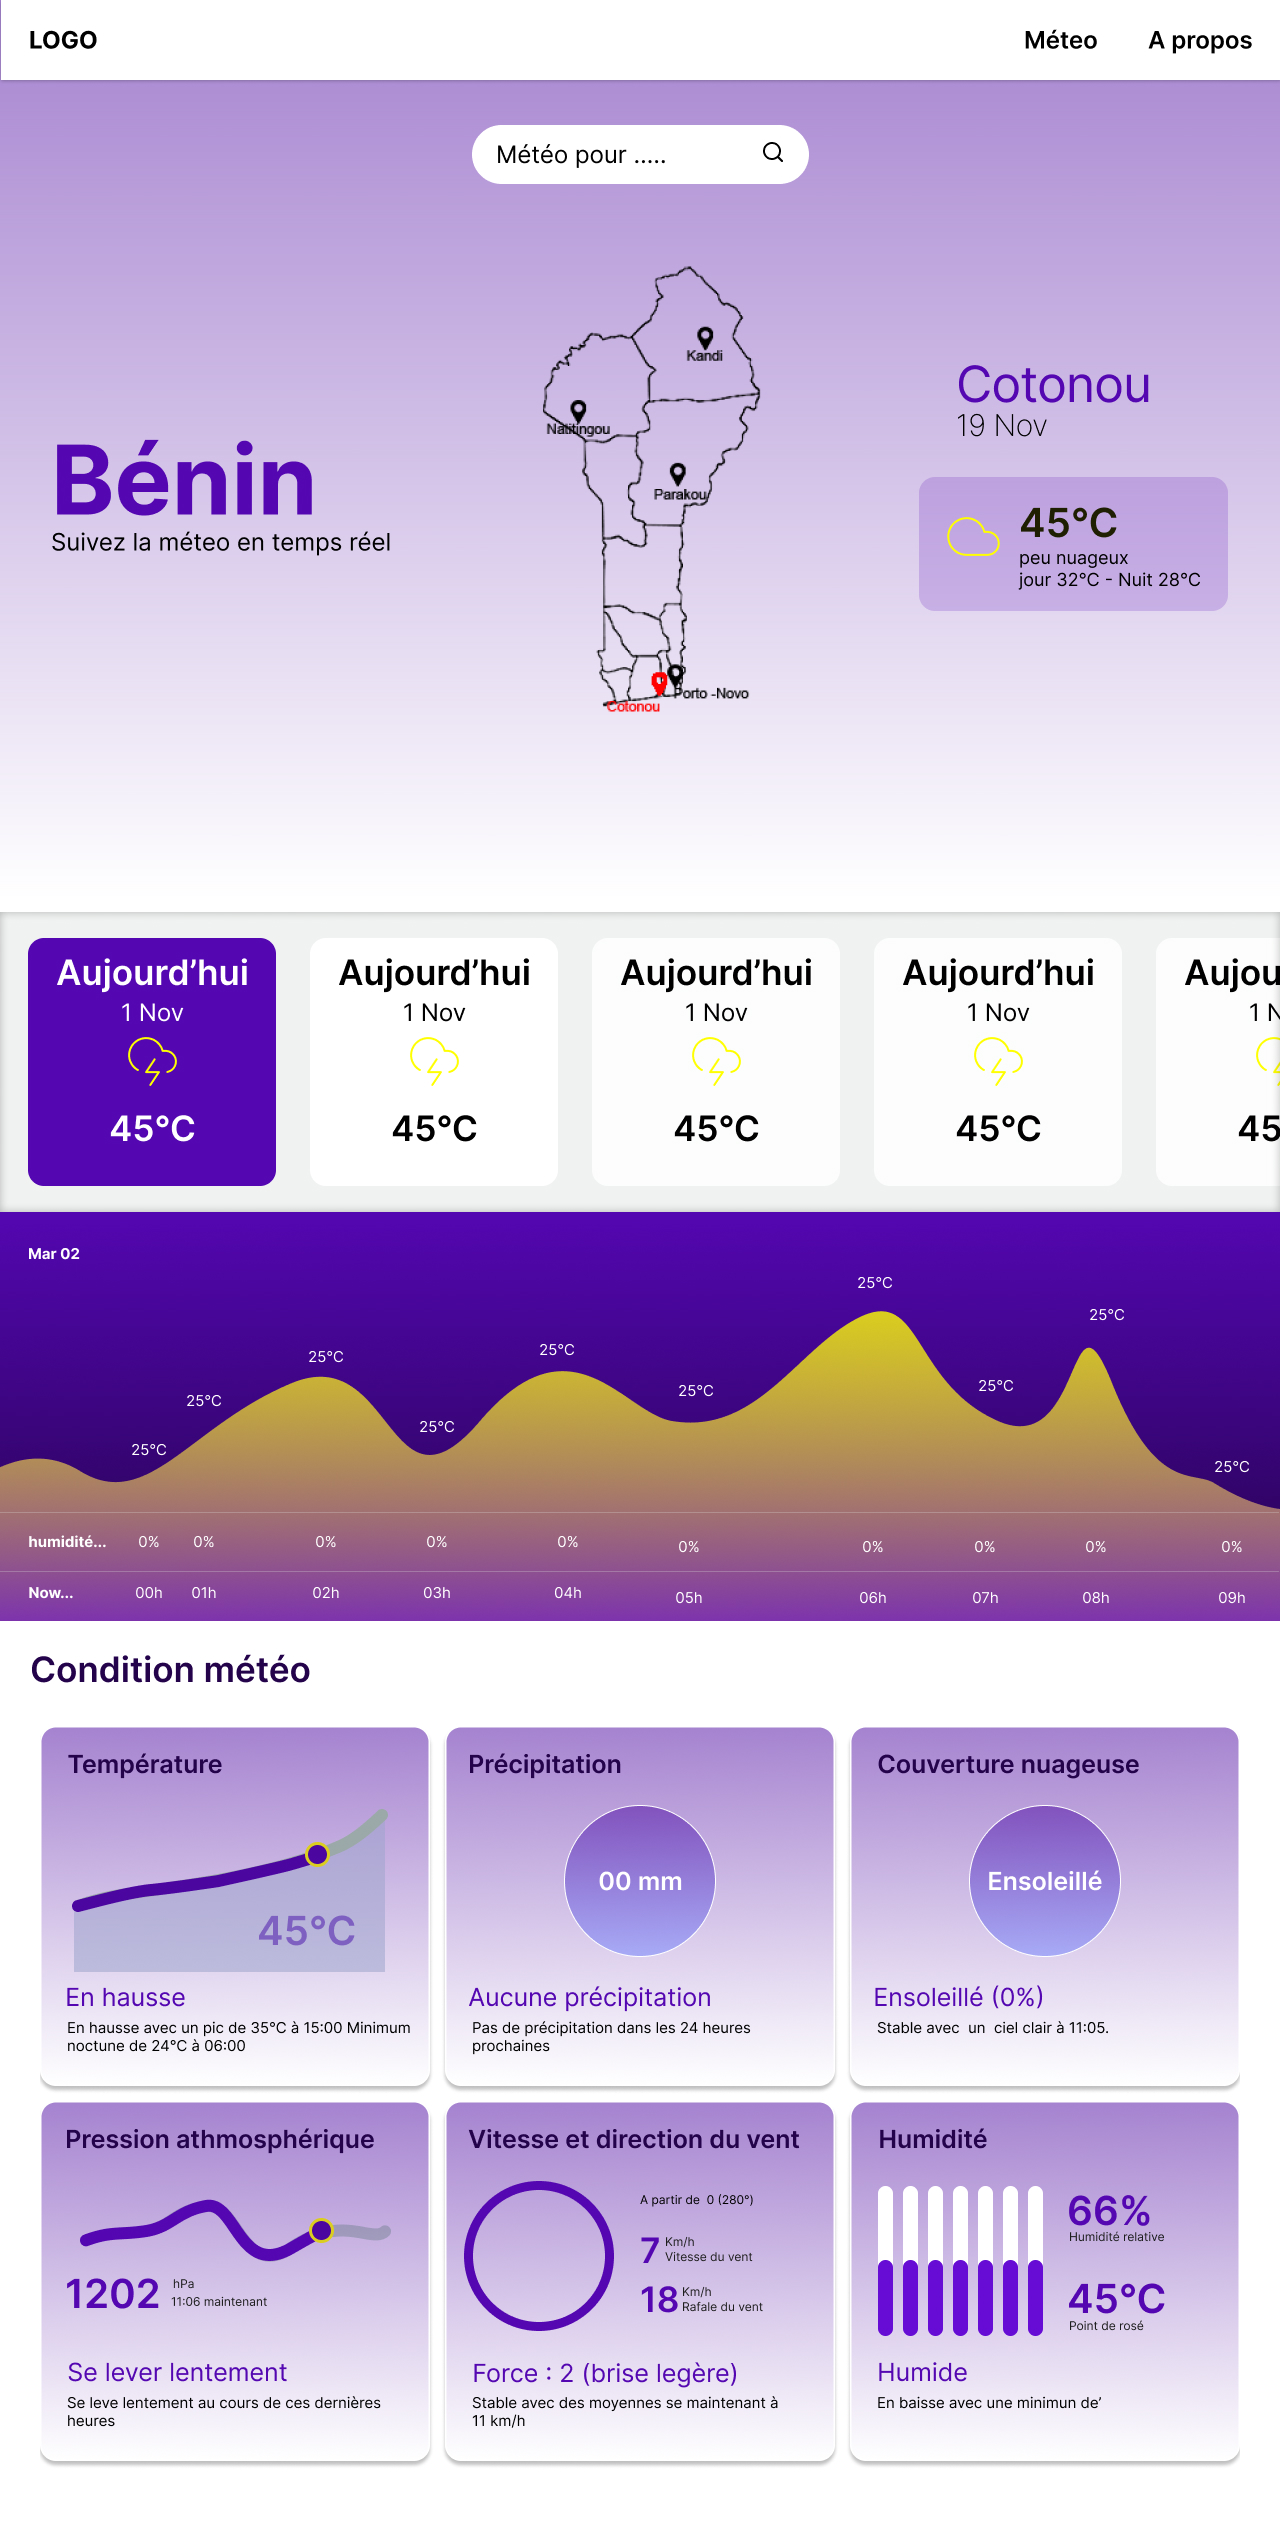 LOGO
Méteo
A propos
Météo pour .....
Kandi
Natitingou
Parakou
Porto -Novo
Cotonou
Bénin
Suivez la méteo en temps réel
Cotonou
19 Nov
45°C
peu nuageux
jour 32°C - Nuit 28°C
Aujourd’hui
1 Nov
45°C
Aujourd’hui
1 Nov
45°C
Aujourd’hui
1 Nov
45°C
Aujourd’hui
1 Nov
45°C
Aujou
1 N
45
Mar 02
25°C
25°C
25°C
25°C
25°C
25°C
25°C
25°C
25°C
25°C
humidité... 0% 0% 0% 0% 0% 0% 0% 0% 0% 0%
Now... 00h 01h 02h 03h 04h 05h 06h 07h 08h 09h
Condition météo
Température
45°C
En hausse
En hausse avec un pic de 35°C à 15:00 Minimum
noctune de 24°C à 06:00
Précipitation
00 mm
Aucune précipitation
Pas de précipitation dans les 24 heures
prochaines
Couverture nuageuse
Ensoleillé
Ensoleillé (0%)
Stable avec  un  ciel clair à 11:05.
Pression athmosphérique
1202
hPa
11:06 maintenant
Se lever lentement
Se leve lentement au cours de ces dernières
heures
Vitesse et direction du vent
A partir de  0 (280°)
7
Km/h
Vitesse du vent
18
Km/h
Rafale du vent
Force : 2 (brise legère)
Stable avec des moyennes se maintenant à
11 km/h
Humidité
66%
Humidité relative
45°C
Point de rosé
Humide
En baisse avec une minimun de’